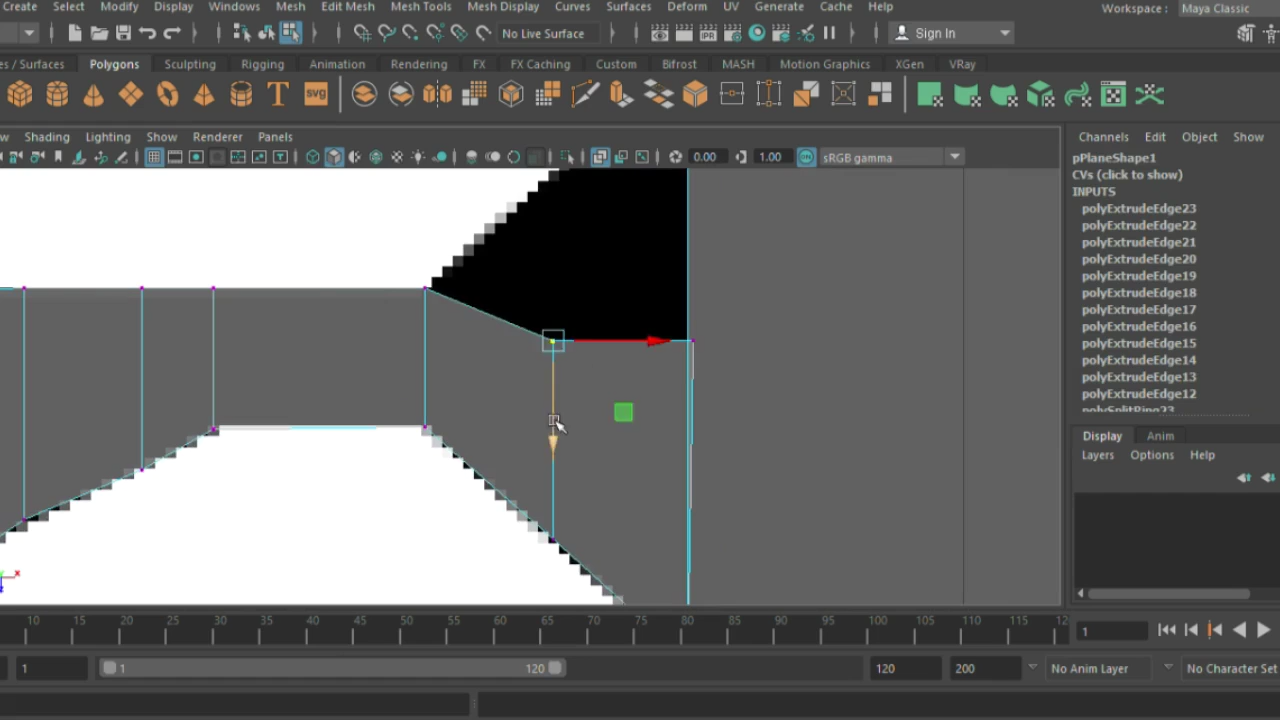 Create Select Modify Display Windows Mesh Edit Mesh Mesh Tools Mesh Display Curves Surfaces Deform UV Generate Cache Help Workspace : Maya Classic
No Live Surface Sign In
es / Surfaces Polygons Sculpting Rigging Animation Rendering FX FX Caching Custom Bifrost MASH Motion Graphics XGen VRay
T svg
w Shading Lighting Show Renderer Panels Channels Edit Object Show
0.00 1.00 sRGB gamma
pPlaneShape1
CVs (click to show)
INPUTS
polyExtrudeEdge23
polyExtrudeEdge22
polyExtrudeEdge21
polyExtrudeEdge20
polyExtrudeEdge19
polyExtrudeEdge18
polyExtrudeEdge17
polyExtrudeEdge16
polyExtrudeEdge15
polyExtrudeEdge14
polyExtrudeEdge13
polyExtrudeEdge12
polySplitRing23
Display Anim
Layers Options Help
x
10 15 20 25 30 35 40 45 50 55 60 65 70 75 80 85 90 95 100 105 110 115 12
1
1 1 120 120 200 No Anim Layer No Character Set